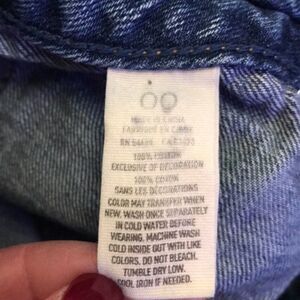 00
MADE IN CHINA
FABRIQUÉ EN CHINE
100% COTTON
EXCLUSIVE OF DECORATION
100% COTON
SANS LES DÉCORATIONS
COLOR MAY TRANSFER WHEN
NEW, WASH ONCE SEPARATELY
IN COLD WATER BEFORE
WEARING, MACHINE WASH
COLD INSIDE OUT WITH LIKE
COLORS. DO NOT BLEACH.
TUMBLE DRY LOW.
COOL IRON IF NEEDED.